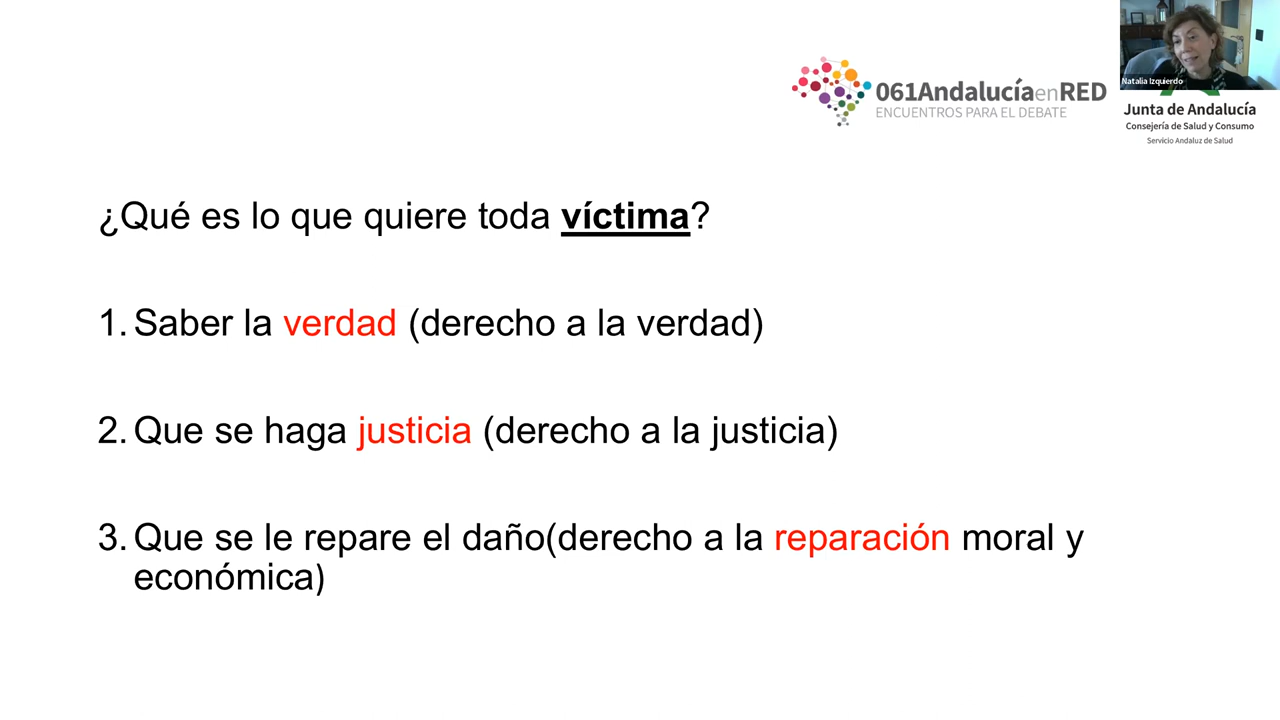 Natalia Izquierdo
061AndalucíaenRED
ENCUENTROS PARA EL DEBATE
Junta de Andalucía
Consejería de Salud y Consumo
Servicio Andaluz de Salud
¿Qué es lo que quiere toda víctima?
1. Saber la verdad (derecho a la verdad)
2. Que se haga justicia (derecho a la justicia)
3. Que se le repare el daño(derecho a la reparación moral y
económica)